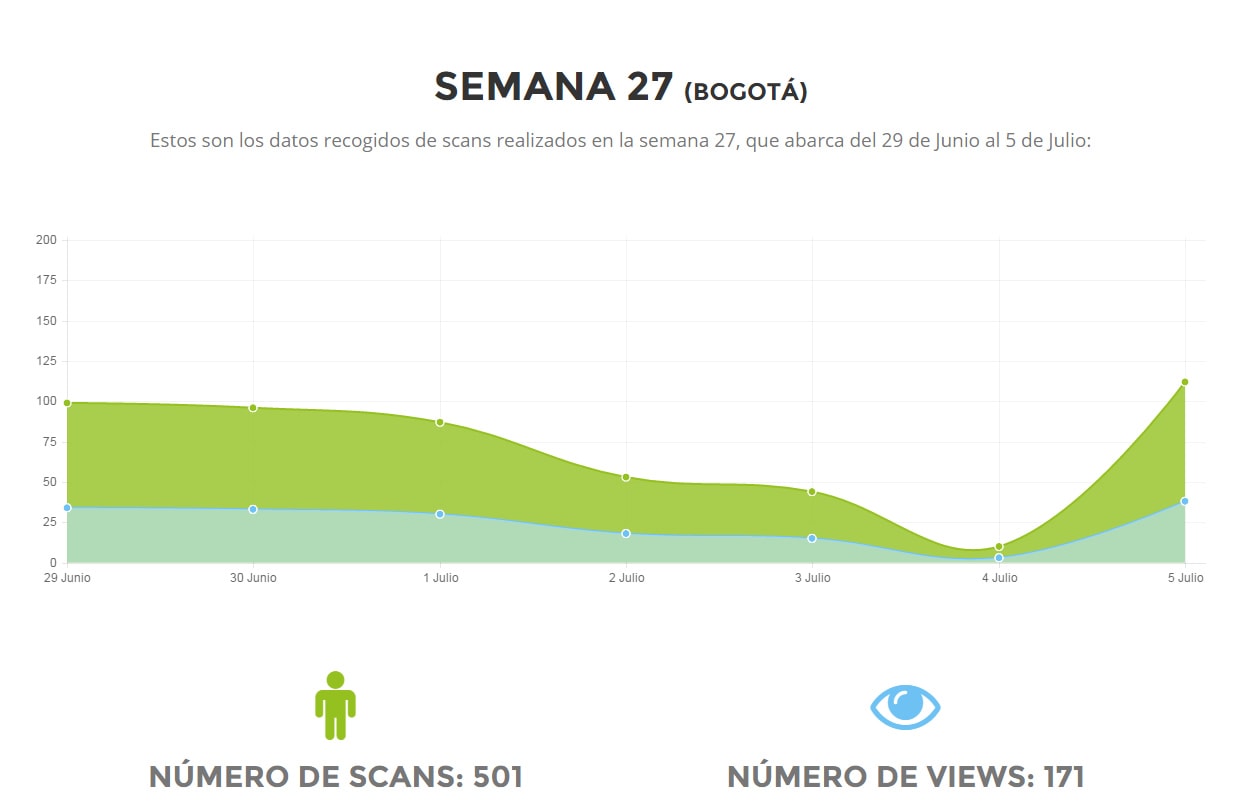 SEMANA 27 (BOGOTÁ)
Estos son los datos recogidos de scans realizados en la semana 27, que abarca del 29 de Junio al 5 de Julio:
200
175
150
125
100
75
50
25
0
29 Junio 30 Junio 1 Julio 2 Julio 3 Julio 4 Julio 5 Julio
NÚMERO DE SCANS: 501 NÚMERO DE VIEWS: 171